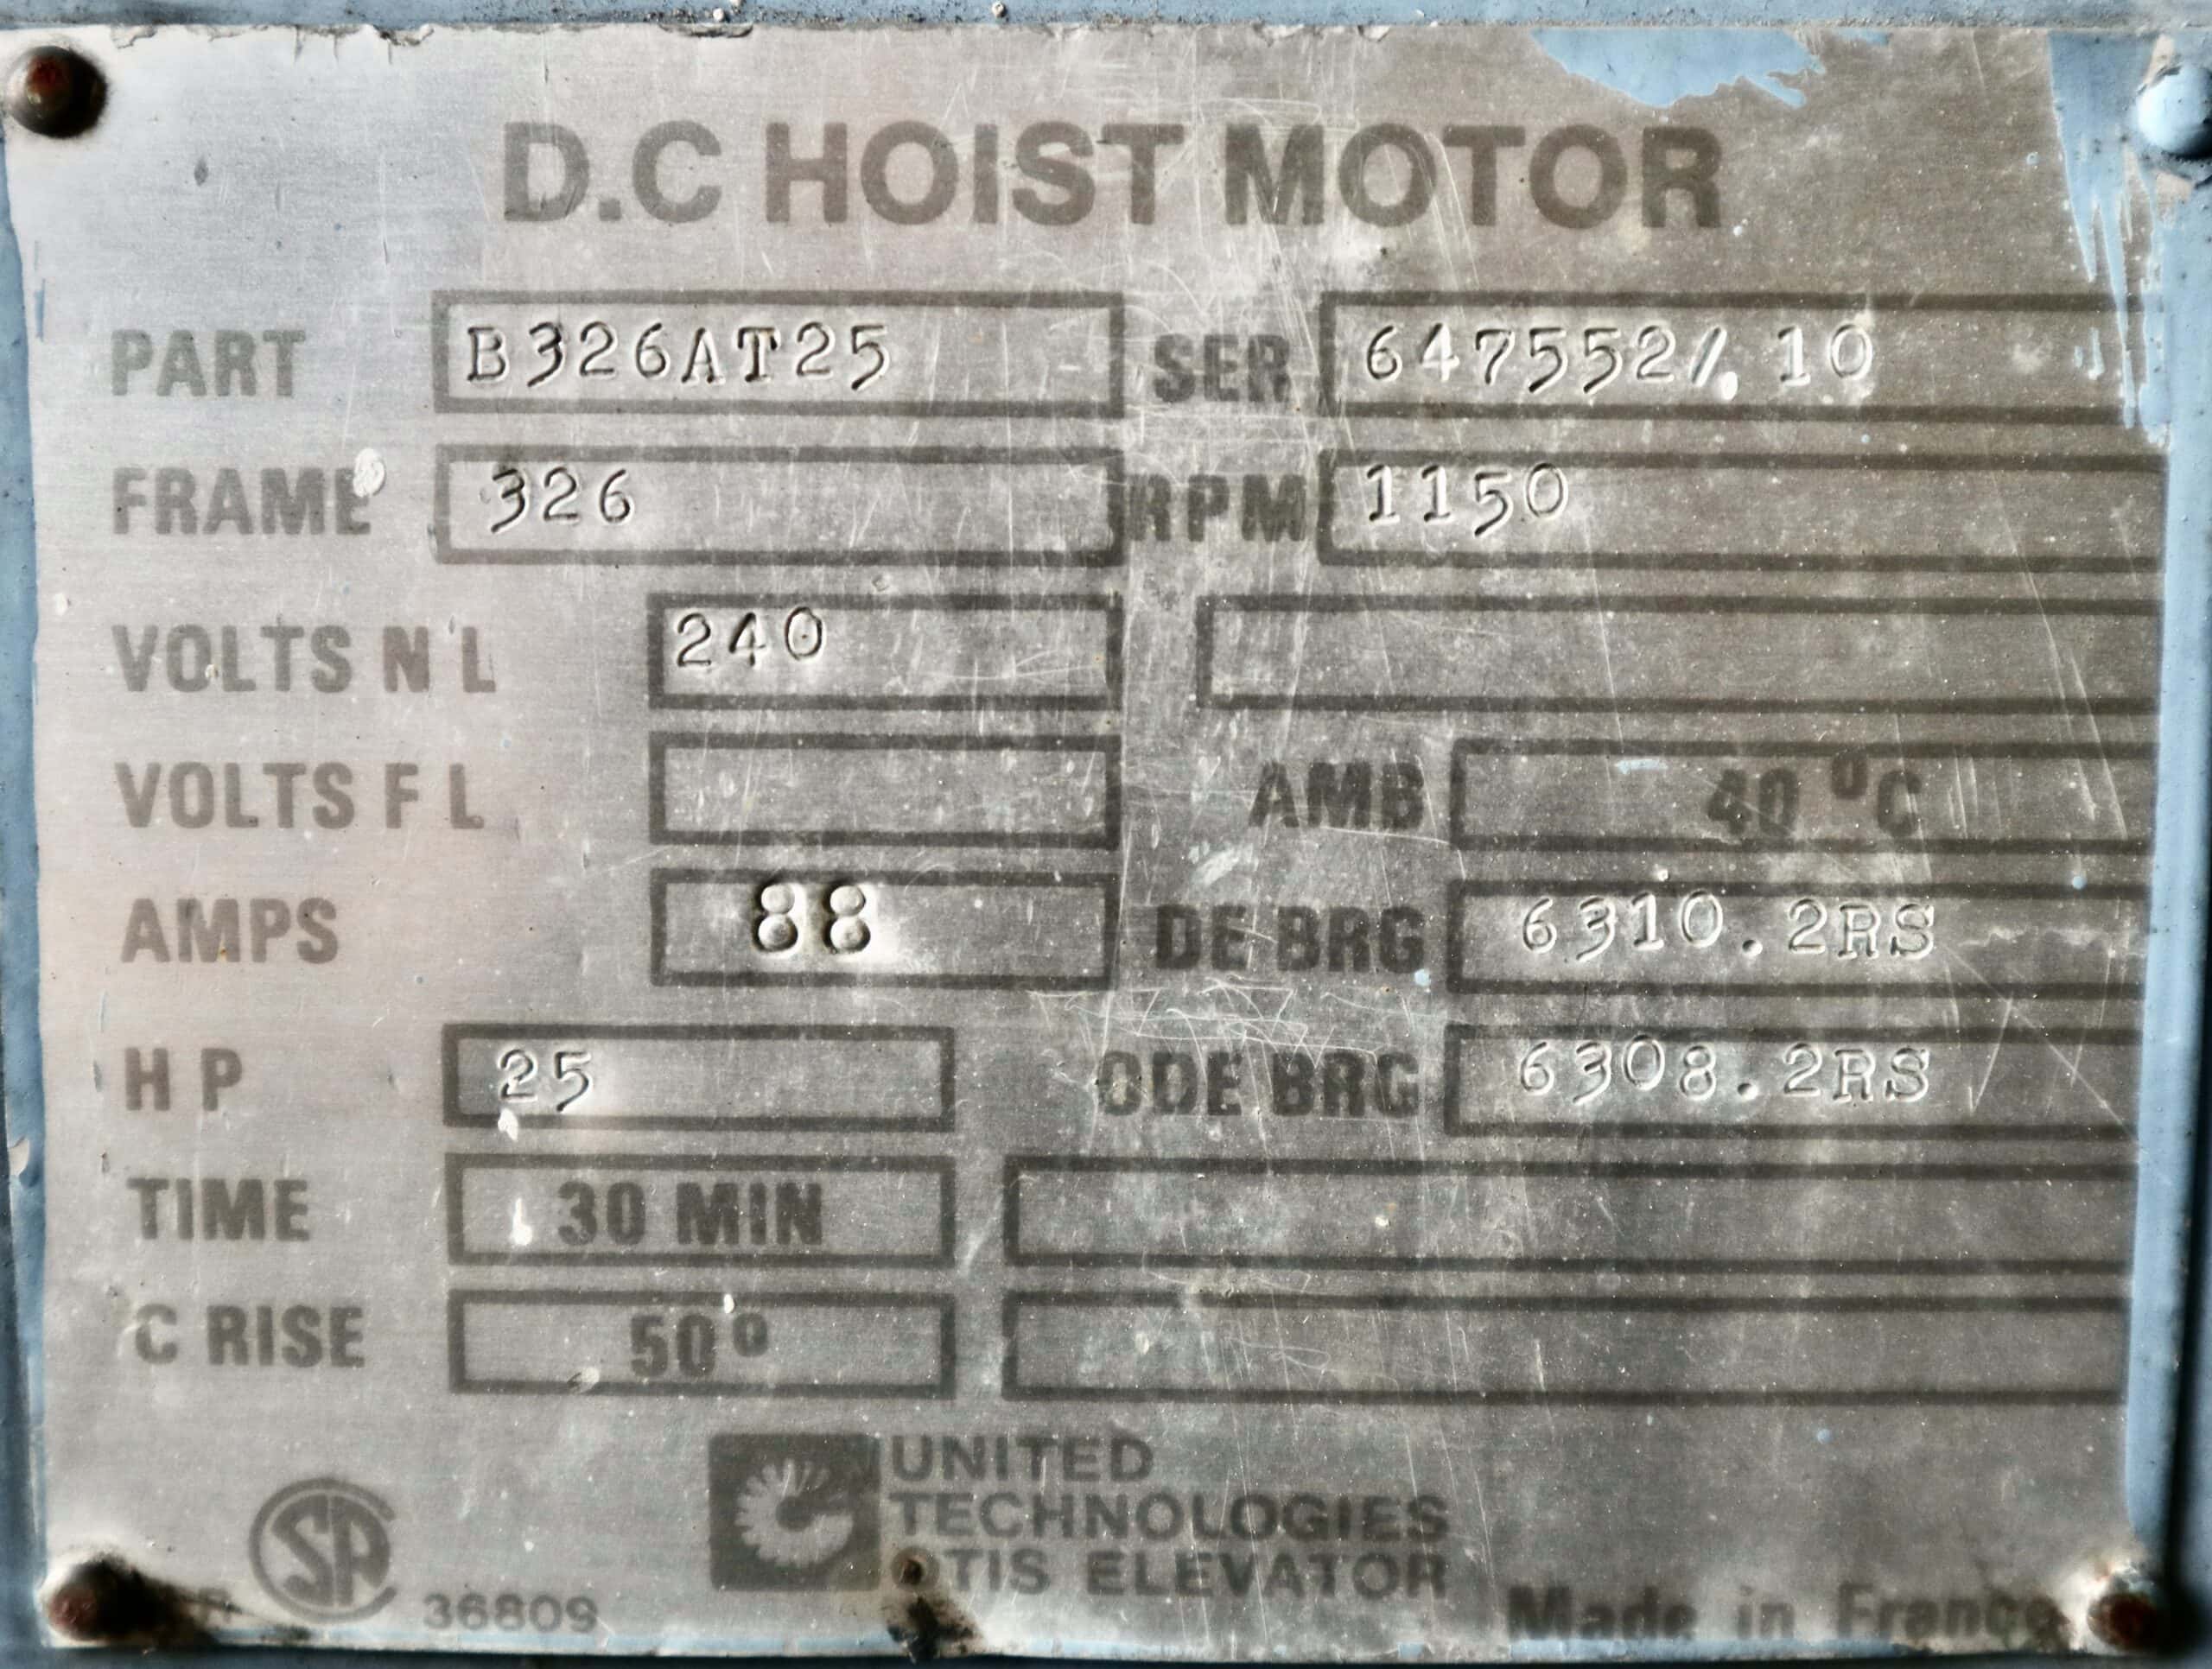 D.C HOIST MOTOR
PART B326AT25 SER 647552/.10
FRAME 326 RPM 1150
VOLTS N L 240
VOLTS F L AMB 40 °C
AMPS 88 DE BRG 6310.2RS
H P 25 ODE BRG 6308.2RS
TIME 30 MIN
C RISE 50°
UNITED
TECHNOLOGIES
OTIS ELEVATOR
SA
36809
Made in France